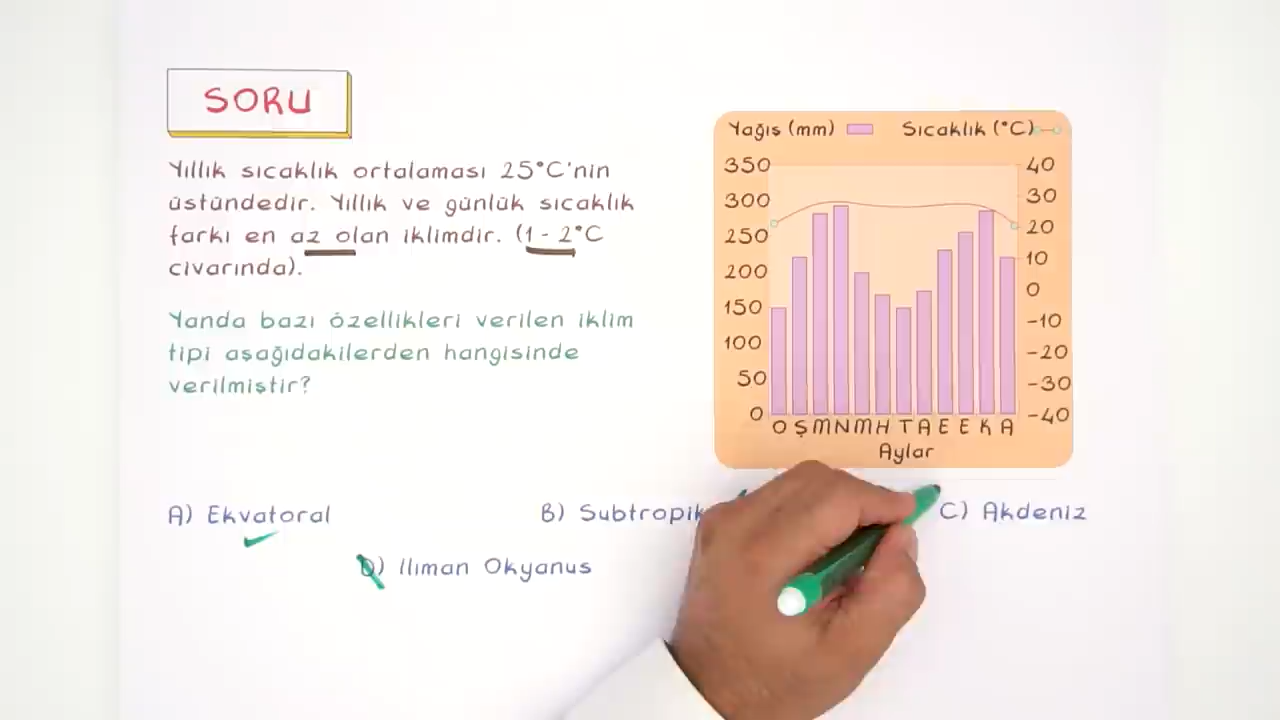 SORU
Yıllık sıcaklık ortalaması 25°C'nin
üstündedir. Yıllık ve günlük sıcaklık
farkı en az olan iklimdir. (1 - 2°C
civarında).
Yanda bazı özellikleri verilen iklim
tipi aşağıdakilerden hangisinde
verilmiştir?
Yağış (mm) Sıcaklık (°C)
350 40
300 30
250 20
200 10
150 0
100 -10
50 -20
0 -30
-40
O Ş M N M H T A E E K A
Aylar
A) Ekvatoral B) Subtropik C) Akdeniz
D) Ilıman Okyanus